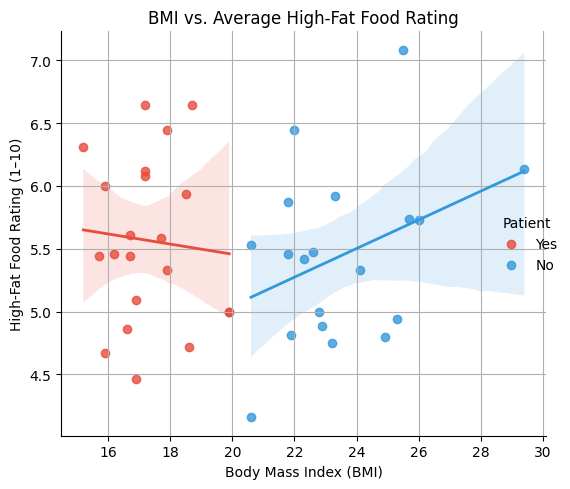 BMI vs. Average High-Fat Food Rating
High-Fat Food Rating (1–10)
7.0
6.5
6.0
5.5
5.0
4.5
Patient
Yes
No
16 18 20 22 24 26 28 30
Body Mass Index (BMI)